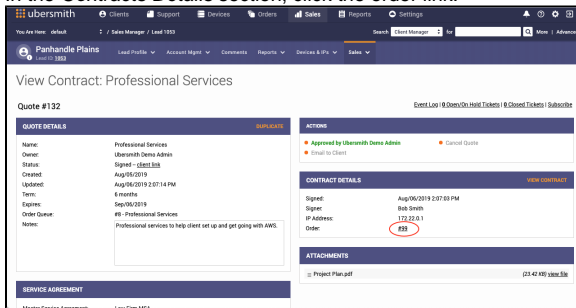 In the Contracts Details section, click the order link.
ubersmith
Clients
Support
Devices
Orders
Sales
Reports
Settings
You Are Here: default / Sales Manager / Lead 1053
Search Client Manager for
More | Advance
Panhandle Plains
Lead ID: 1053
Lead Profile
Account Mgmt
Comments
Reports
Devices & IPs
Sales
View Contract: Professional Services
Quote #132
Event Log | 0 Open/On Hold Tickets | 0 Closed Tickets | Subscribe
QUOTE DETAILS DUPLICATE
Name: Professional Services
Owner: Ubersmith Demo Admin
Status: Signed – client link
Created: Aug/05/2019
Updated: Aug/06/2019 2:07:14 PM
Term: 6 months
Expires: Sep/06/2019
Order Queue: #8 - Professional Services
Notes: Professional services to help client set up and get going with AWS.
SERVICE AGREEMENT
ACTIONS
Approved by Ubersmith Demo Admin
Cancel Quote
Email to Client
CONTRACT DETAILS VIEW CONTRACT
Signed: Aug/06/2019 2:07:03 PM
Signer: Bob Smith
IP Address: 172.22.0.1
Order: #99
ATTACHMENTS
Project Plan.pdf (23.42 KB) view file